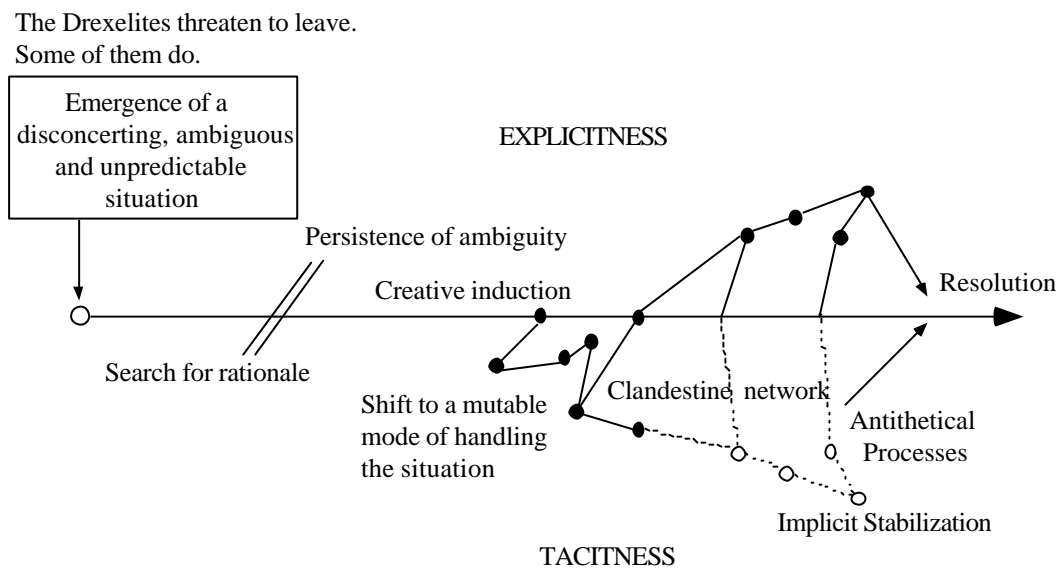 The Drexelites threaten to leave.
Some of them do.
Emergence of a
disconcerting, ambiguous
and unpredictable
situation
EXPLICITNESS
Persistence of ambiguity
Creative induction
Resolution
Search for rationale
Shift to a mutable
mode of handling
the situation
Clandestine network
Antithetical
Processes
Implicit Stabilization
TACITNESS